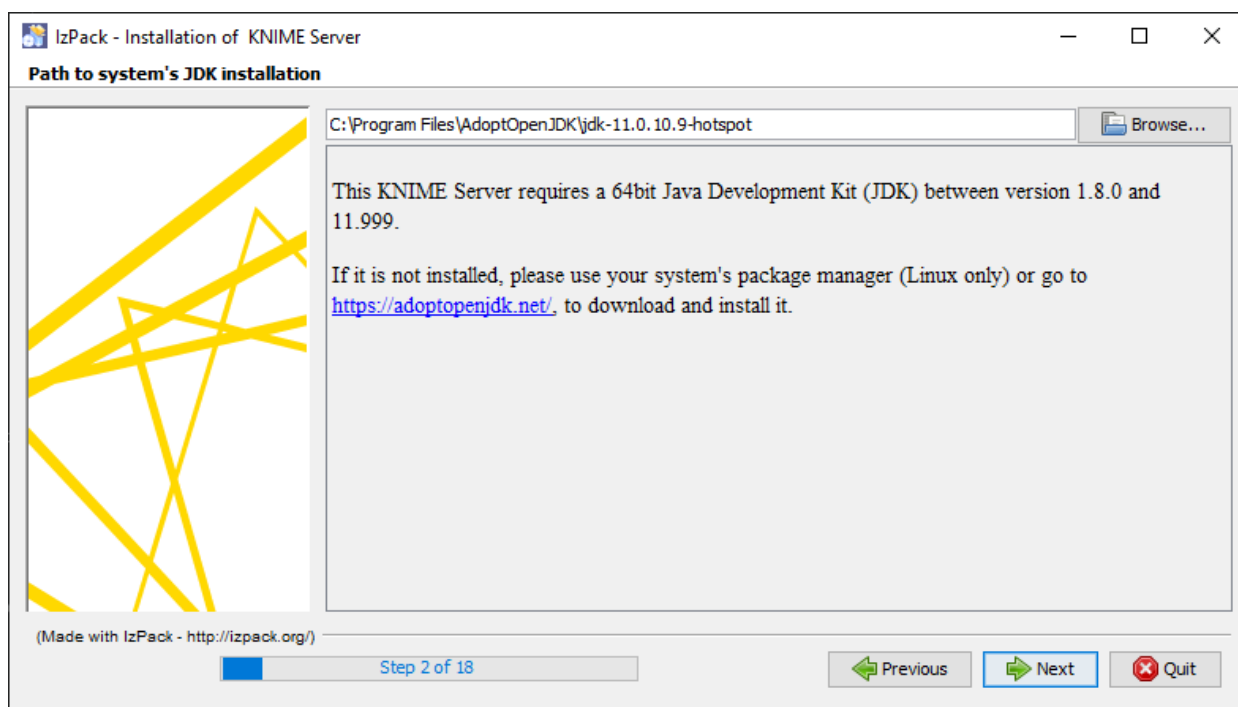 IzPack - Installation of  KNIME Server
Path to system's JDK installation
C:\Program Files\AdoptOpenJDK\jdk-11.0.10.9-hotspot
Browse...
This KNIME Server requires a 64bit Java Development Kit (JDK) between version 1.8.0 and
11.999.
If it is not installed, please use your system's package manager (Linux only) or go to
https://adoptopenjdk.net/, to download and install it.
(Made with IzPack - http://izpack.org/)
Step 2 of 18
Previous
Next
Quit